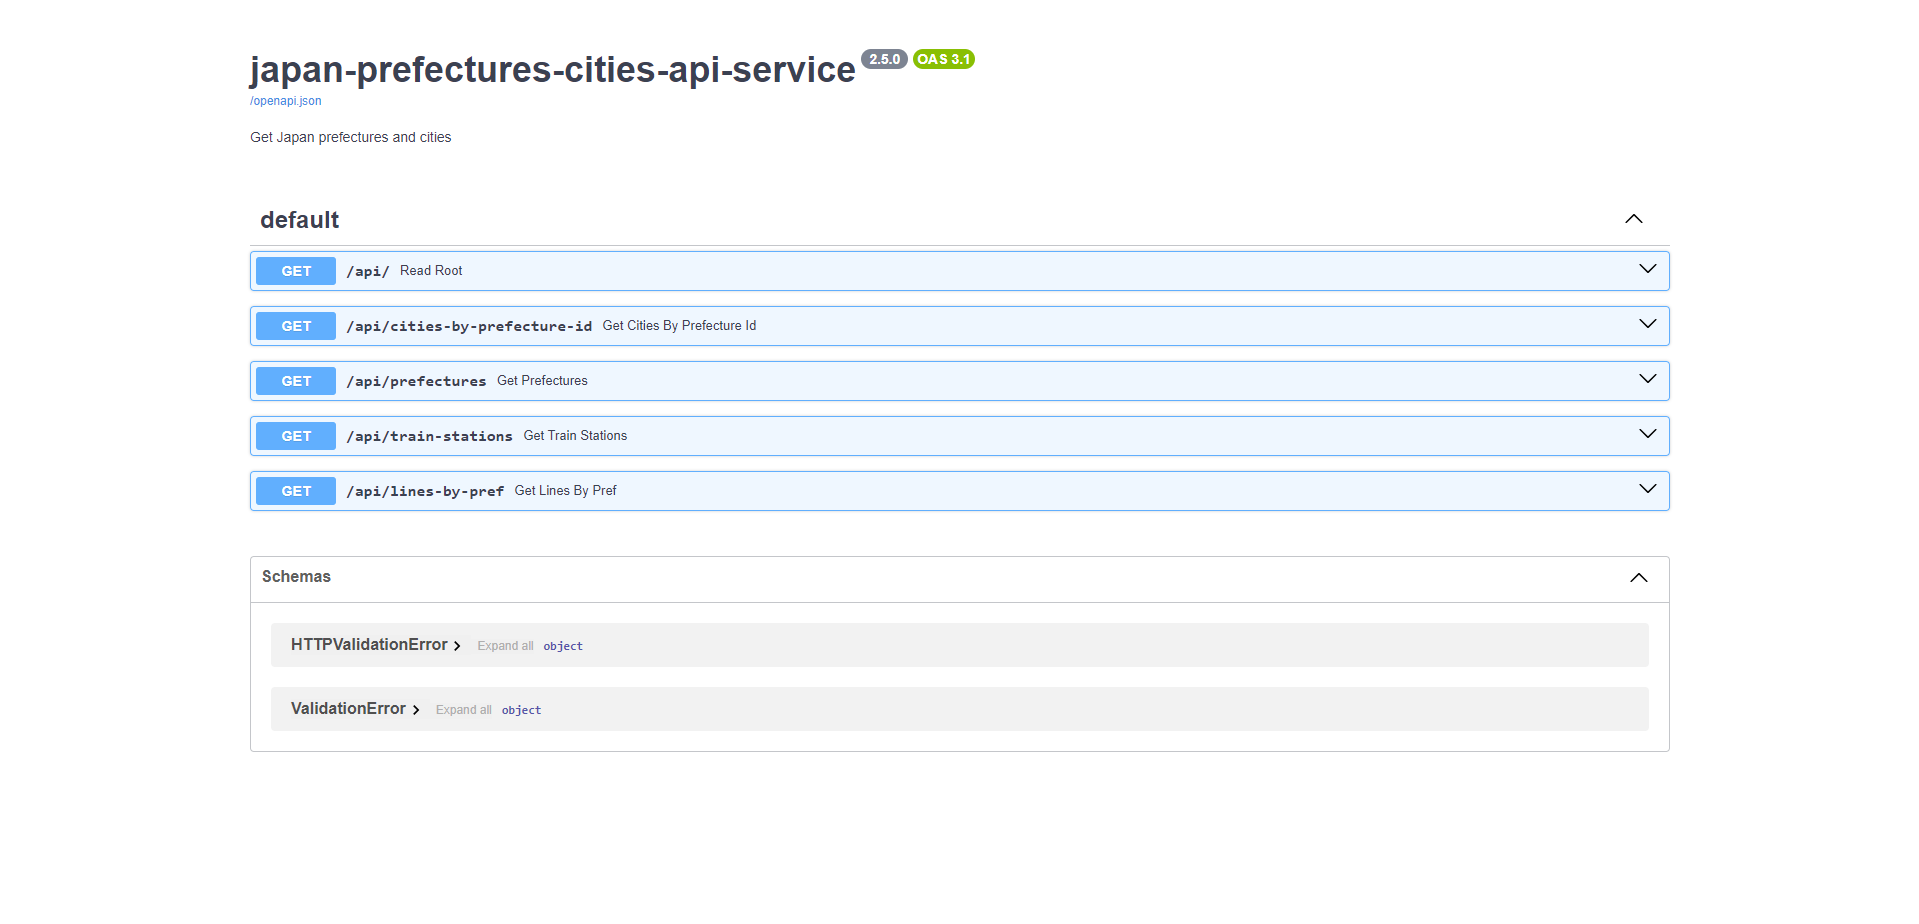 japan-prefectures-cities-api-service 2.5.0 OAS 3.1
/openapi.json
Get Japan prefectures and cities
default
GET /api/ Read Root
GET /api/cities-by-prefecture-id Get Cities By Prefecture Id
GET /api/prefectures Get Prefectures
GET /api/train-stations Get Train Stations
GET /api/lines-by-pref Get Lines By Pref
Schemas
HTTPValidationError Expand all object
ValidationError Expand all object